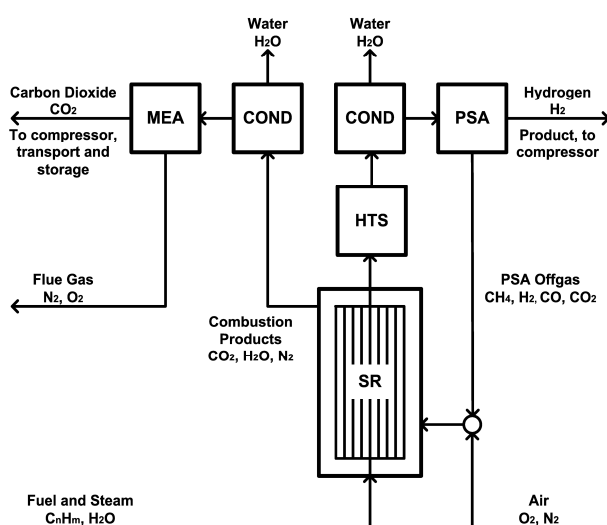 Water
H₂O
Water
H₂O
Carbon Dioxide
CO₂
To compressor,
transport and
storage
MEA
COND
COND
PSA
Hydrogen
H₂
Product, to
compressor
HTS
Flue Gas
N₂, O₂
Combustion
Products
CO₂, H₂O, N₂
PSA Offgas
CH₄, H₂, CO, CO₂
SR
Fuel and Steam
CnHm, H₂O
Air
O₂, N₂